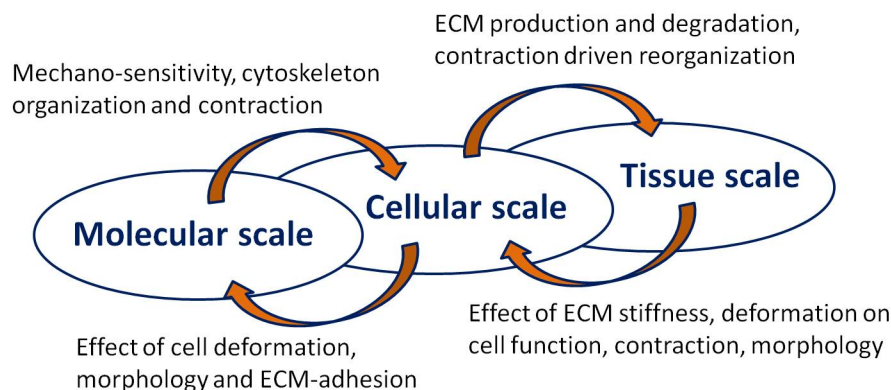 ECM production and degradation,
contraction driven reorganization
Mechano-sensitivity, cytoskeleton
organization and contraction
Tissue scale
Cellular scale
Molecular scale
Effect of ECM stiffness, deformation on
cell function, contraction, morphology
Effect of cell deformation,
morphology and ECM-adhesion